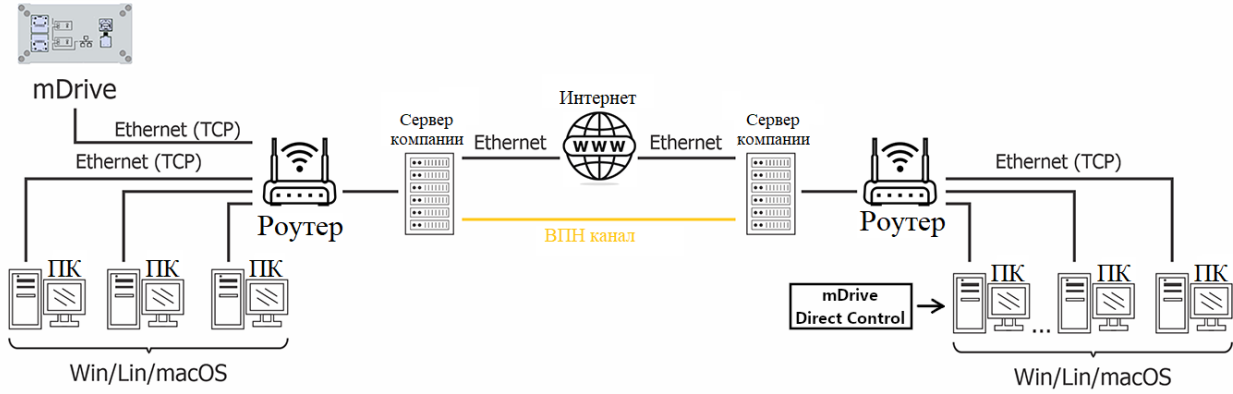 mDrive
Ethernet (TCP)
Ethernet (TCP)
Роутер
ПК
ПК
ПК
Win/Lin/macOS
Сервер
компании
Ethernet
Интернет
WWW
Ethernet
Сервер
компании
ВПН канал
Роутер
Ethernet (TCP)
mDrive
Direct Control
ПК
...
ПК
ПК
Win/Lin/macOS